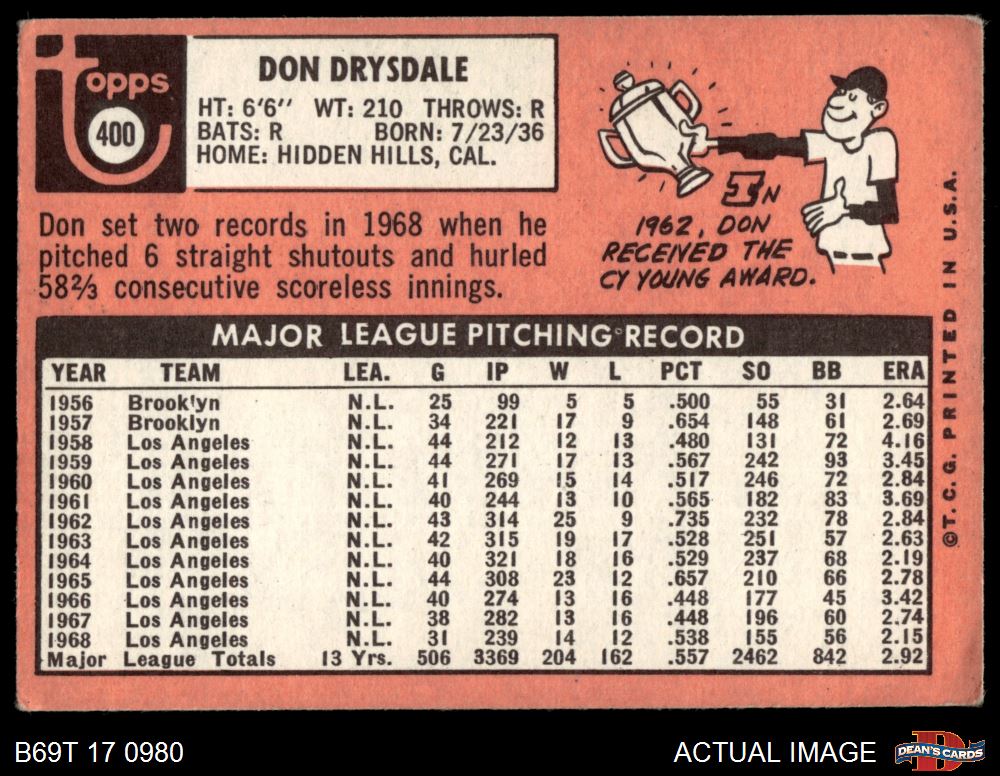 topps
400
DON DRYSDALE
HT: 6'6" WT: 210 THROWS: R
BATS: R BORN: 7/23/36
HOME: HIDDEN HILLS, CAL.
Don set two records in 1968 when he
pitched 6 straight shutouts and hurled
58⅔ consecutive scoreless innings.
IN
1962, DON
RECEIVED THE
CY YOUNG AWARD.
MAJOR LEAGUE PITCHING RECORD
YEAR TEAM LEA. G IP W L PCT SO BB ERA
1956 Brooklyn N.L. 25 99 5 5 .500 55 31 2.64
1957 Brooklyn N.L. 34 221 17 9 .654 148 61 2.69
1958 Los Angeles N.L. 44 212 12 13 .480 131 72 4.16
1959 Los Angeles N.L. 44 271 17 13 .567 242 93 3.45
1960 Los Angeles N.L. 41 269 15 14 .517 246 72 2.84
1961 Los Angeles N.L. 40 244 13 10 .565 182 83 3.69
1962 Los Angeles N.L. 43 314 25 9 .735 232 78 2.84
1963 Los Angeles N.L. 42 315 19 17 .528 251 57 2.63
1964 Los Angeles N.L. 40 321 18 16 .529 237 68 2.19
1965 Los Angeles N.L. 44 308 23 12 .657 210 66 2.78
1966 Los Angeles N.L. 40 274 13 16 .448 177 45 3.42
1967 Los Angeles N.L. 38 282 13 16 .448 196 60 2.74
1968 Los Angeles N.L. 31 239 14 12 .538 155 56 2.15
Major League Totals 13 Yrs. 506 3369 204 162 .557 2462 842 2.92
©T.C.G. PRINTED IN U.S.A.
B69T 17 0980
ACTUAL IMAGE
D
DEAN'S CARDS